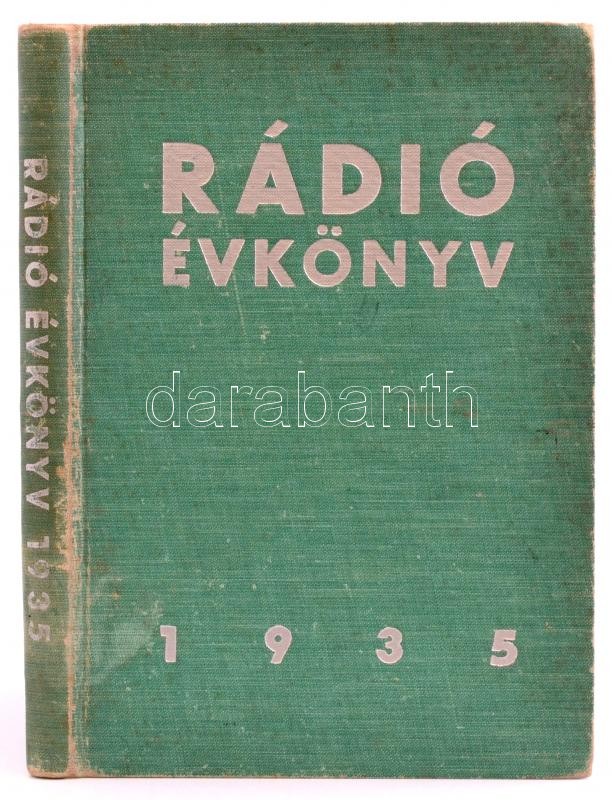 RÁDIÓ
ÉVKÖNYV
1935
RÁDIÓ ÉVKÖNYV 1935
darabanth